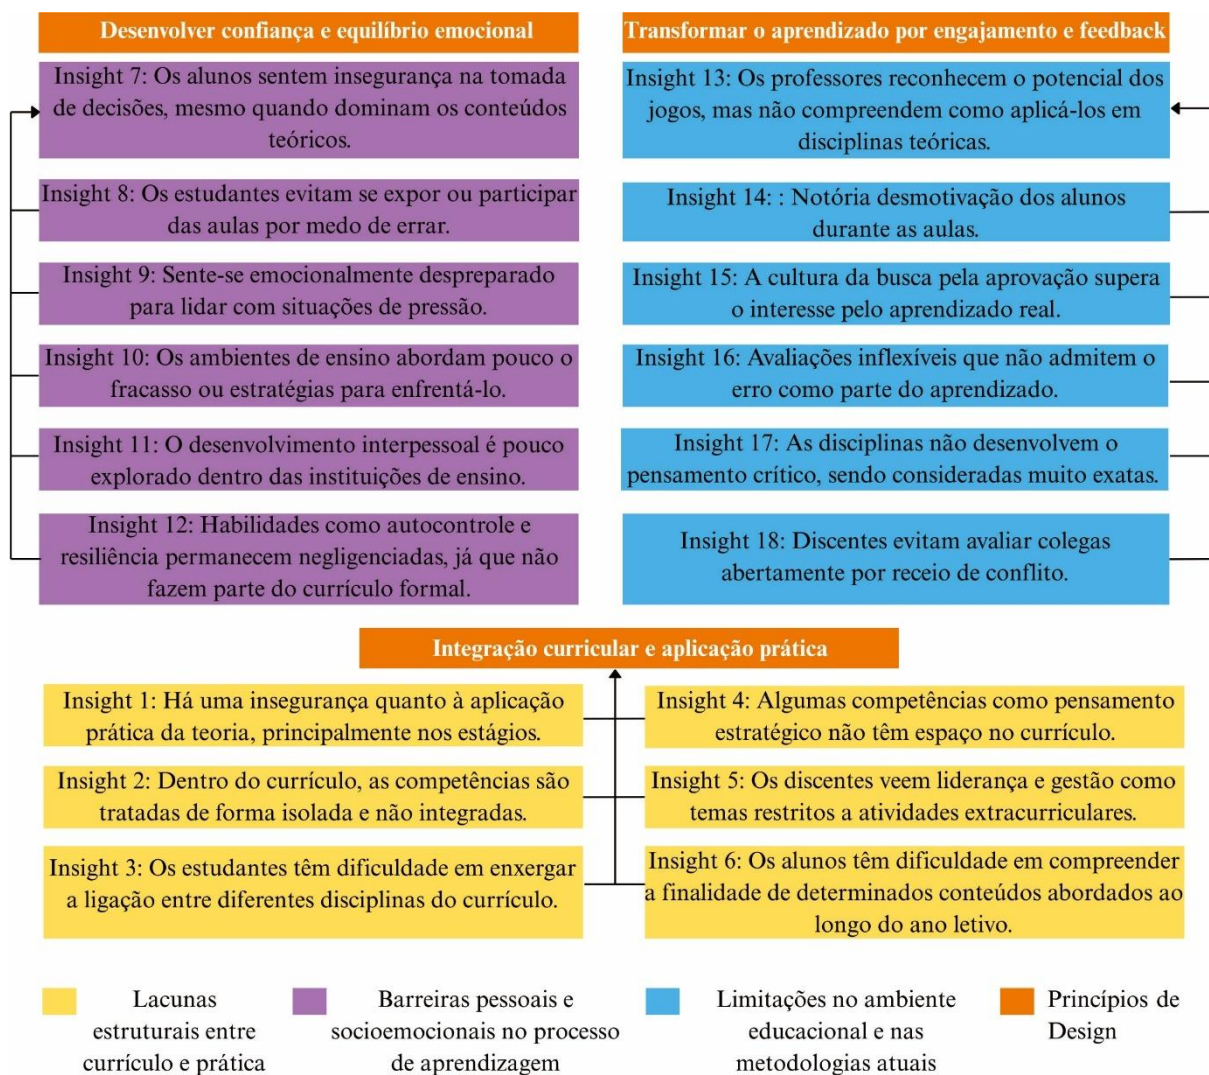 Desenvolver confiança e equilíbrio emocional
Insight 7: Os alunos sentem insegurança na tomada
de decisões, mesmo quando dominam os conteúdos
teóricos.
Insight 8: Os estudantes evitam se expor ou participar
das aulas por medo de errar.
Insight 9: Sente-se emocionalmente despreparado
para lidar com situações de pressão.
Insight 10: Os ambientes de ensino abordam pouco o
fracasso ou estratégias para enfrentá-lo.
Insight 11: O desenvolvimento interpessoal é pouco
explorado dentro das instituições de ensino.
Insight 12: Habilidades como autocontrole e
resiliência permanecem negligenciadas, já que não
fazem parte do currículo formal.
Transformar o aprendizado por engajamento e feedback
Insight 13: Os professores reconhecem o potencial dos
jogos, mas não compreendem como aplicá-los em
disciplinas teóricas.
Insight 14: : Notória desmotivação dos alunos
durante as aulas.
Insight 15: A cultura da busca pela aprovação supera
o interesse pelo aprendizado real.
Insight 16: Avaliações inflexíveis que não admitem o
erro como parte do aprendizado.
Insight 17: As disciplinas não desenvolvem o
pensamento crítico, sendo consideradas muito exatas.
Insight 18: Discentes evitam avaliar colegas
abertamente por receio de conflito.
Integração curricular e aplicação prática
Insight 1: Há uma insegurança quanto à aplicação
prática da teoria, principalmente nos estágios.
Insight 2: Dentro do currículo, as competências são
tratadas de forma isolada e não integradas.
Insight 3: Os estudantes têm dificuldade em enxergar
a ligação entre diferentes disciplinas do currículo.
Insight 4: Algumas competências como pensamento
estratégico não têm espaço no currículo.
Insight 5: Os discentes veem liderança e gestão como
temas restritos a atividades extracurriculares.
Insight 6: Os alunos têm dificuldade em compreender
a finalidade de determinados conteúdos abordados ao
longo do ano letivo.
Lacunas
estruturais entre
currículo e prática
Barreiras pessoais e
socioemocionais no processo
de aprendizagem
Limitações no ambiente
educacional e nas
metodologias atuais
Princípios de
Design